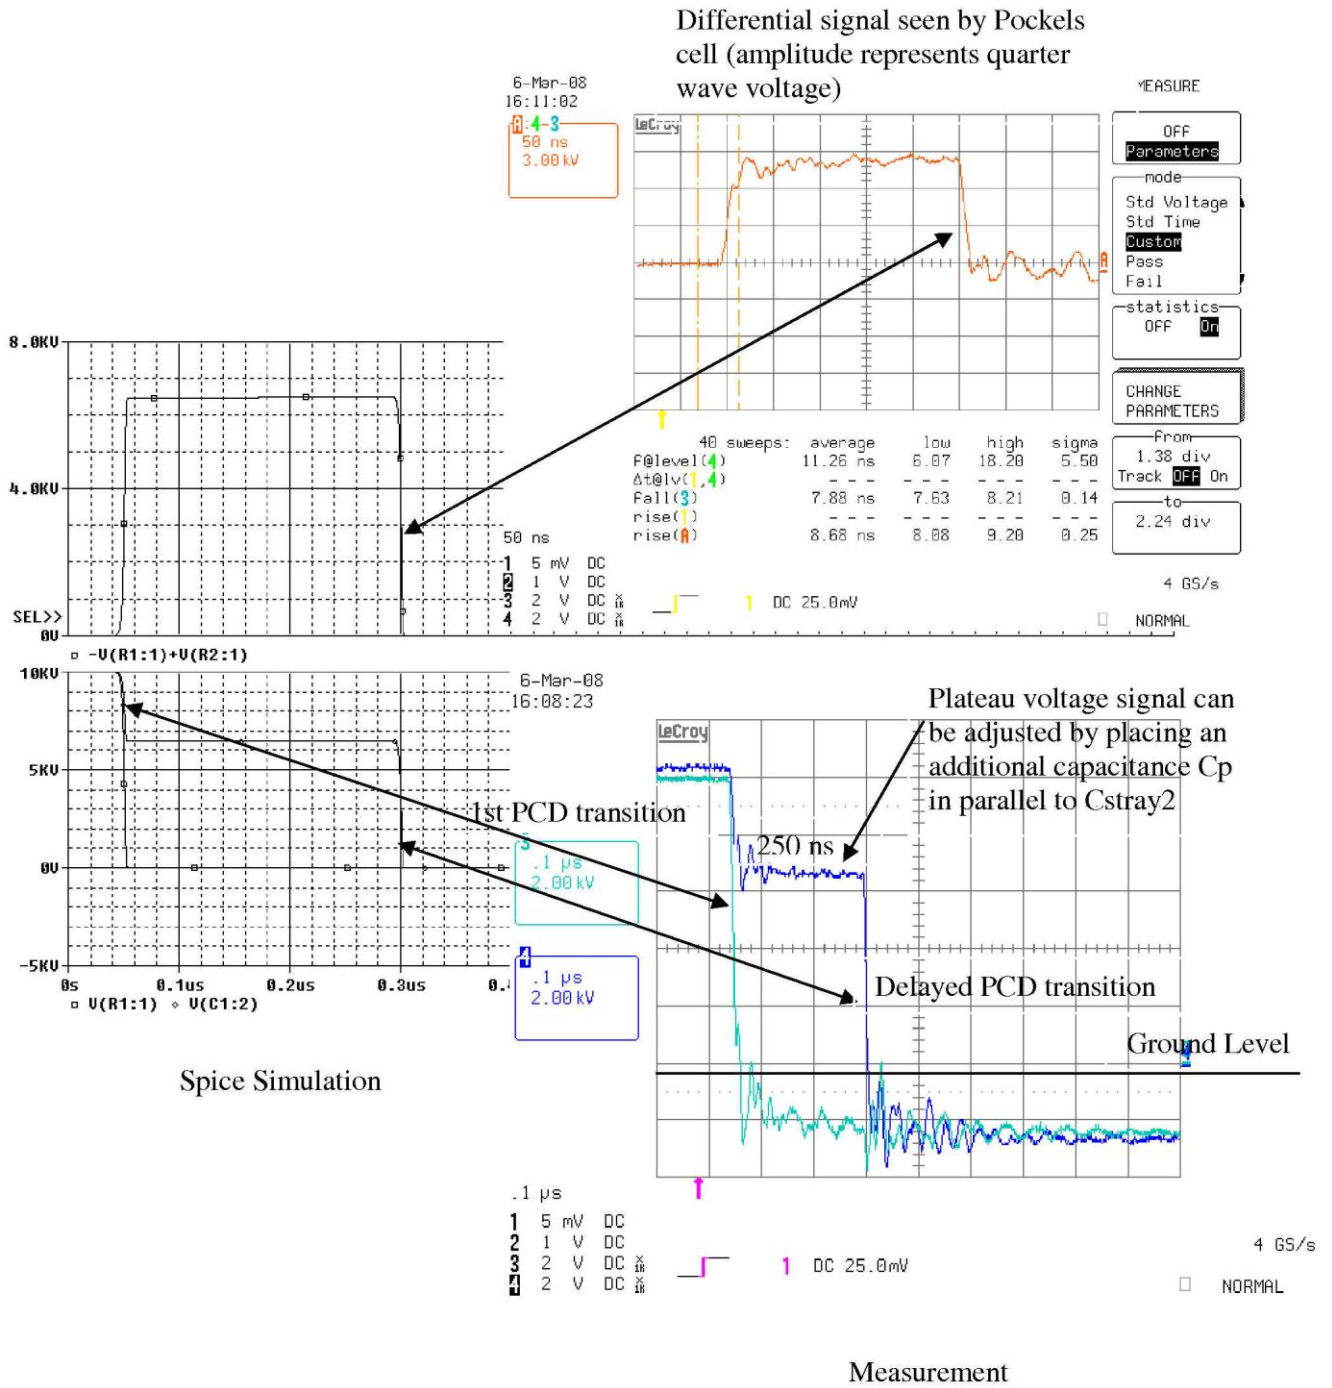 Differential signal seen by Pockels
cell (amplitude represents quarter
wave voltage)
6-Mar-08
16:11:02
A:4-3
50 ns
3.00kV
LeCroy
MEASURE
OFF
Parameters
mode
Std Voltage
Std Time
Custom
Pass
Fail
statistics
OFF On
CHANGE
PARAMETERS
from
1.38 div
Track OFF On
to
2.24 div
40 sweeps: average low high sigma
f@level(4) 11.26 ns 6.07 18.20 5.50
Δt@lv(1,4) - - - - - - - - - - - -
fall(3) 7.88 ns 7.63 8.21 0.14
rise(1) - - - - - - - - - - - -
rise(A) 8.68 ns 8.08 9.20 0.25
50 ns
1 5 mV DC
2 1 V DC
3 2 V DC
4 2 V DC
1 DC 25.0mV
4 GS/s
NORMAL
8.0KV
4.0KV
SEL>>
0V
-V(R1:1)+V(R2:1)
10KV
5KV
0V
-5KV
0s 0.1us 0.2us 0.3us 0.
V(R1:1) V(C1:2)
Spice Simulation
6-Mar-08
16:08:23
3
.1 µs
2.00kV
4
.1 µs
2.00kV
LeCroy
Plateau voltage signal can
be adjusted by placing an
additional capacitance Cp
in parallel to Cstray2
1st PCD transition
250 ns
Delayed PCD transition
Ground Level
.1 µs
1 5 mV DC
2 1 V DC
3 2 V DC
4 2 V DC
1 DC 25.0mV
4 GS/s
NORMAL
Measurement